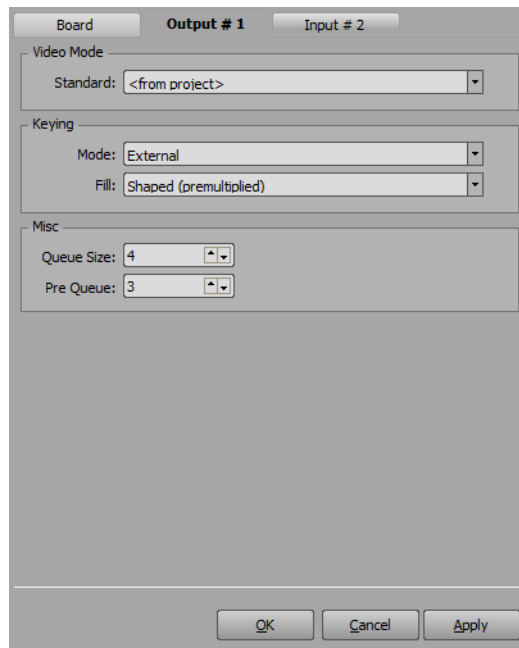 Board Output # 1 Input # 2
Video Mode
Standard: <from project>
Keying
Mode: External
Fill: Shaped (premultiplied)
Misc
Queue Size: 4
Pre Queue: 3
OK Cancel Apply